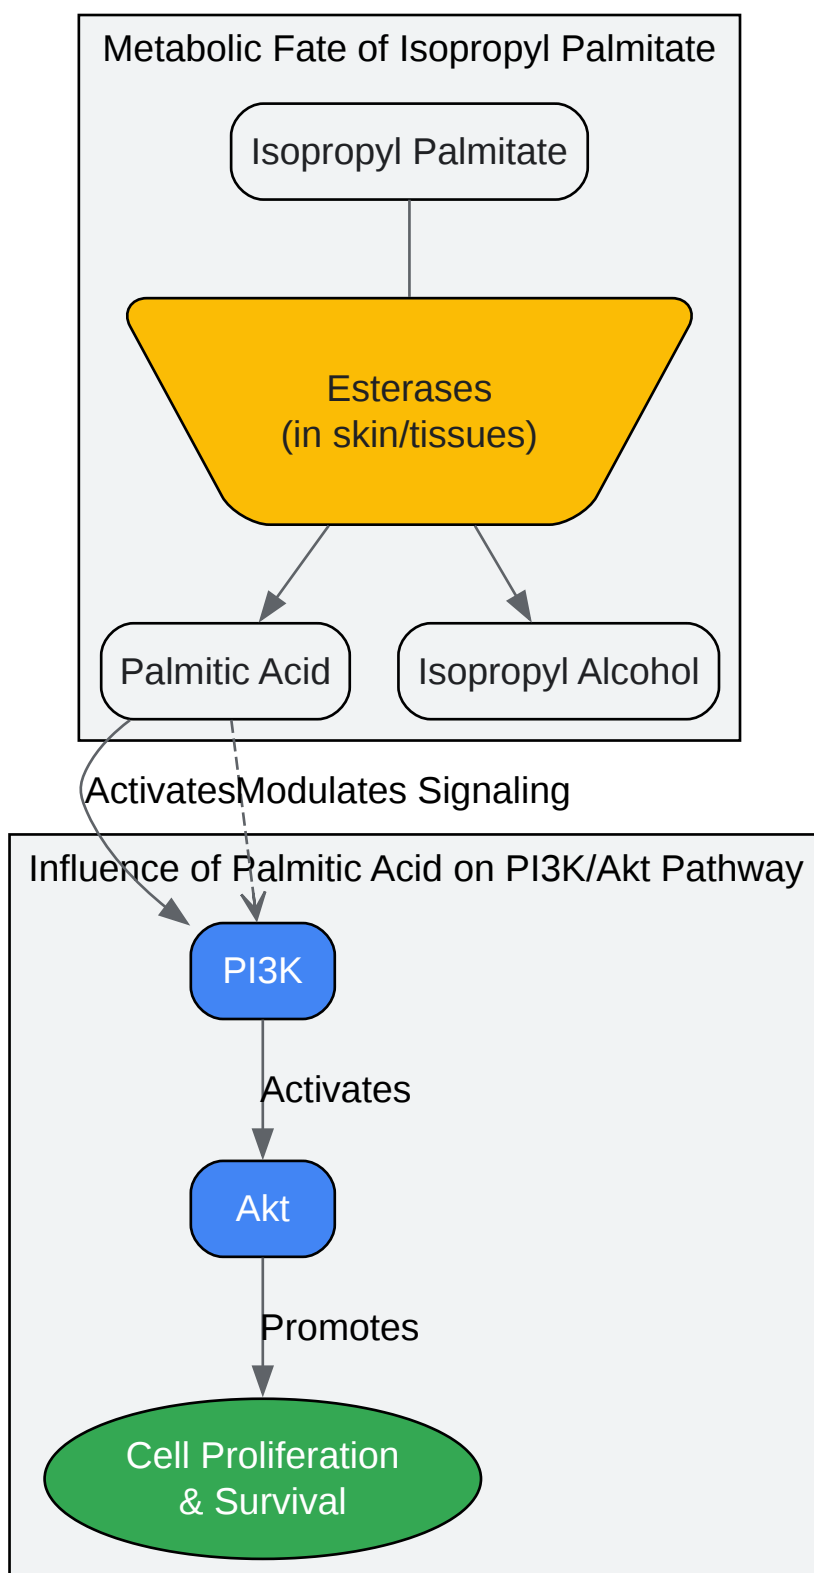 Metabolic Fate of Isopropyl Palmitate
Isopropyl Palmitate
Esterases
(in skin/tissues)
Palmitic Acid
Isopropyl Alcohol
Activates
Modulates Signaling
Influence of Palmitic Acid on PI3K/Akt Pathway
PI3K
Activates
Akt
Promotes
Cell Proliferation
& Survival